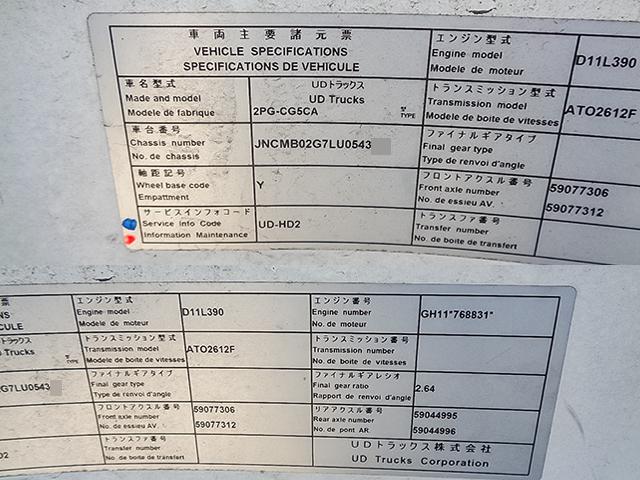 車両主要諸元票
VEHICLE SPECIFICATIONS
SPECIFICATIONS DE VEHICULE
エンジン型式
Engine model
Modele de moteur
D11L390
車名型式
Made and model
Modele de fabrique
UDトラックス
UD Trucks
2PG-CG5CA
型
TYPE
トランスミッション型式
Transmission model
Modele de boite de vitesses
ATO2612F
車台番号
Chassis number
No. de chassis
JNCMB02G7LU0543
ファイナルギアタイプ
Final gear type
Type de renvoi d'angle
軸距記号
Wheel base code
Empattment
Y
フロントアクスル番号
Front axle number
No. de essieu AV.
59077306
59077312
サービスインフォコード
Service info Code
Information Maintenance
UD-HD2
トランスファ番号
Transfer number
No. de boite de transfert
票
NS
ICULE
エンジン型式
Engine model
Modele de moteur
D11L390
エンジン番号
Engine number
No. de moteur
GH11*768831*
トラックス
D Trucks
型
TYPE
トランスミッション型式
Transmission model
Modele de boite de vitesses
ATO2612F
トランスミッション番号
Transmission number
No. de boite de vitesses
2G7LU0543
ファイナルギアタイプ
Final gear type
Type de renvoi d'angle
ファイナルギアレシオ
Final gear ratio
Rapport de renvoi d'angle
2.64
フロントアクスル番号
Front axle number
No. de essieu AV.
59077306
59077312
リアアクスル番号
Rear axle number
No. de pont AR.
59044995
59044996
D2
トランスファ番号
Transfer number
No. de boite de transfert
UDトラックス株式会社
UD Trucks Corporation